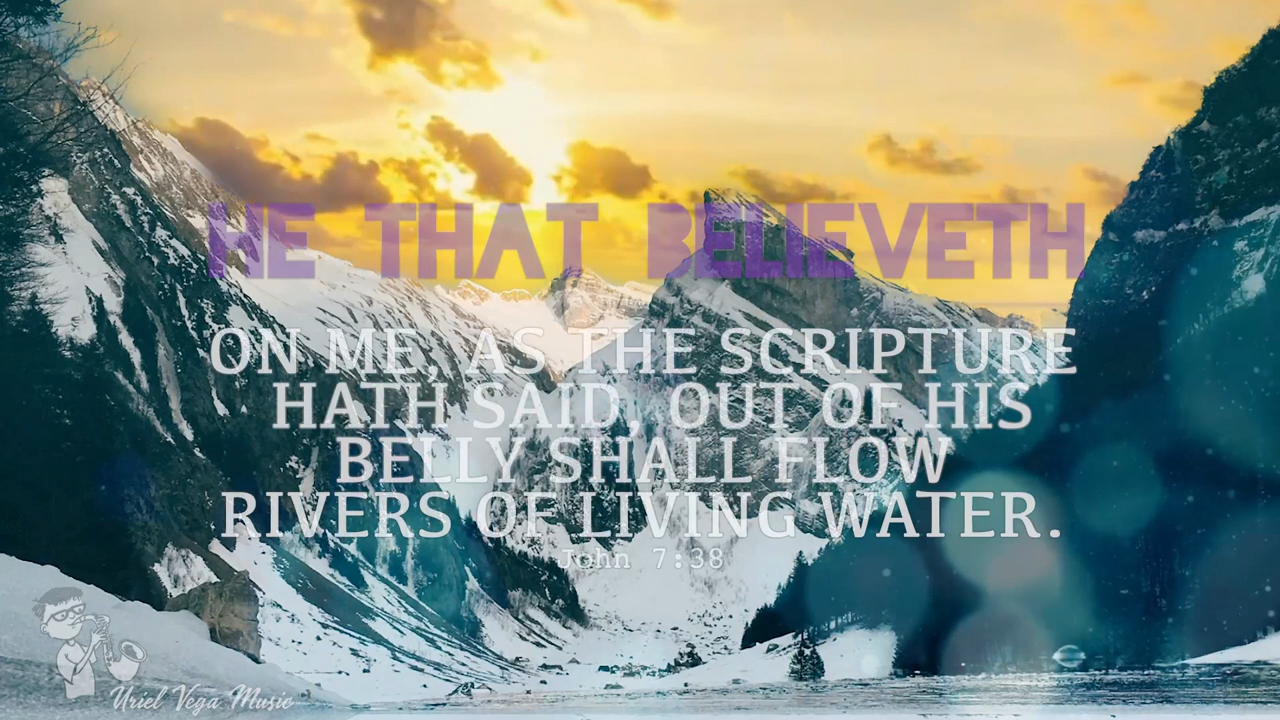 HE THAT BELIEVETH
ON ME, AS THE SCRIPTURE
HATH SAID, OUT OF HIS
BELLY SHALL FLOW
RIVERS OF LIVING WATER.
John 7:38
Uriel Vega Music